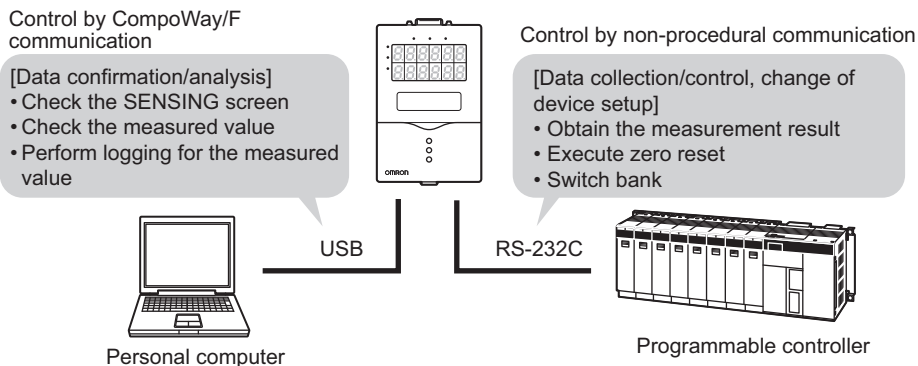 Control by CompoWay/F
communication
[Data confirmation/analysis]
• Check the SENSING screen
• Check the measured value
• Perform logging for the measured
value
Control by non-procedural communication
[Data collection/control, change of
device setup]
• Obtain the measurement result
• Execute zero reset
• Switch bank
OMRON
USB
RS-232C
Personal computer
Programmable controller